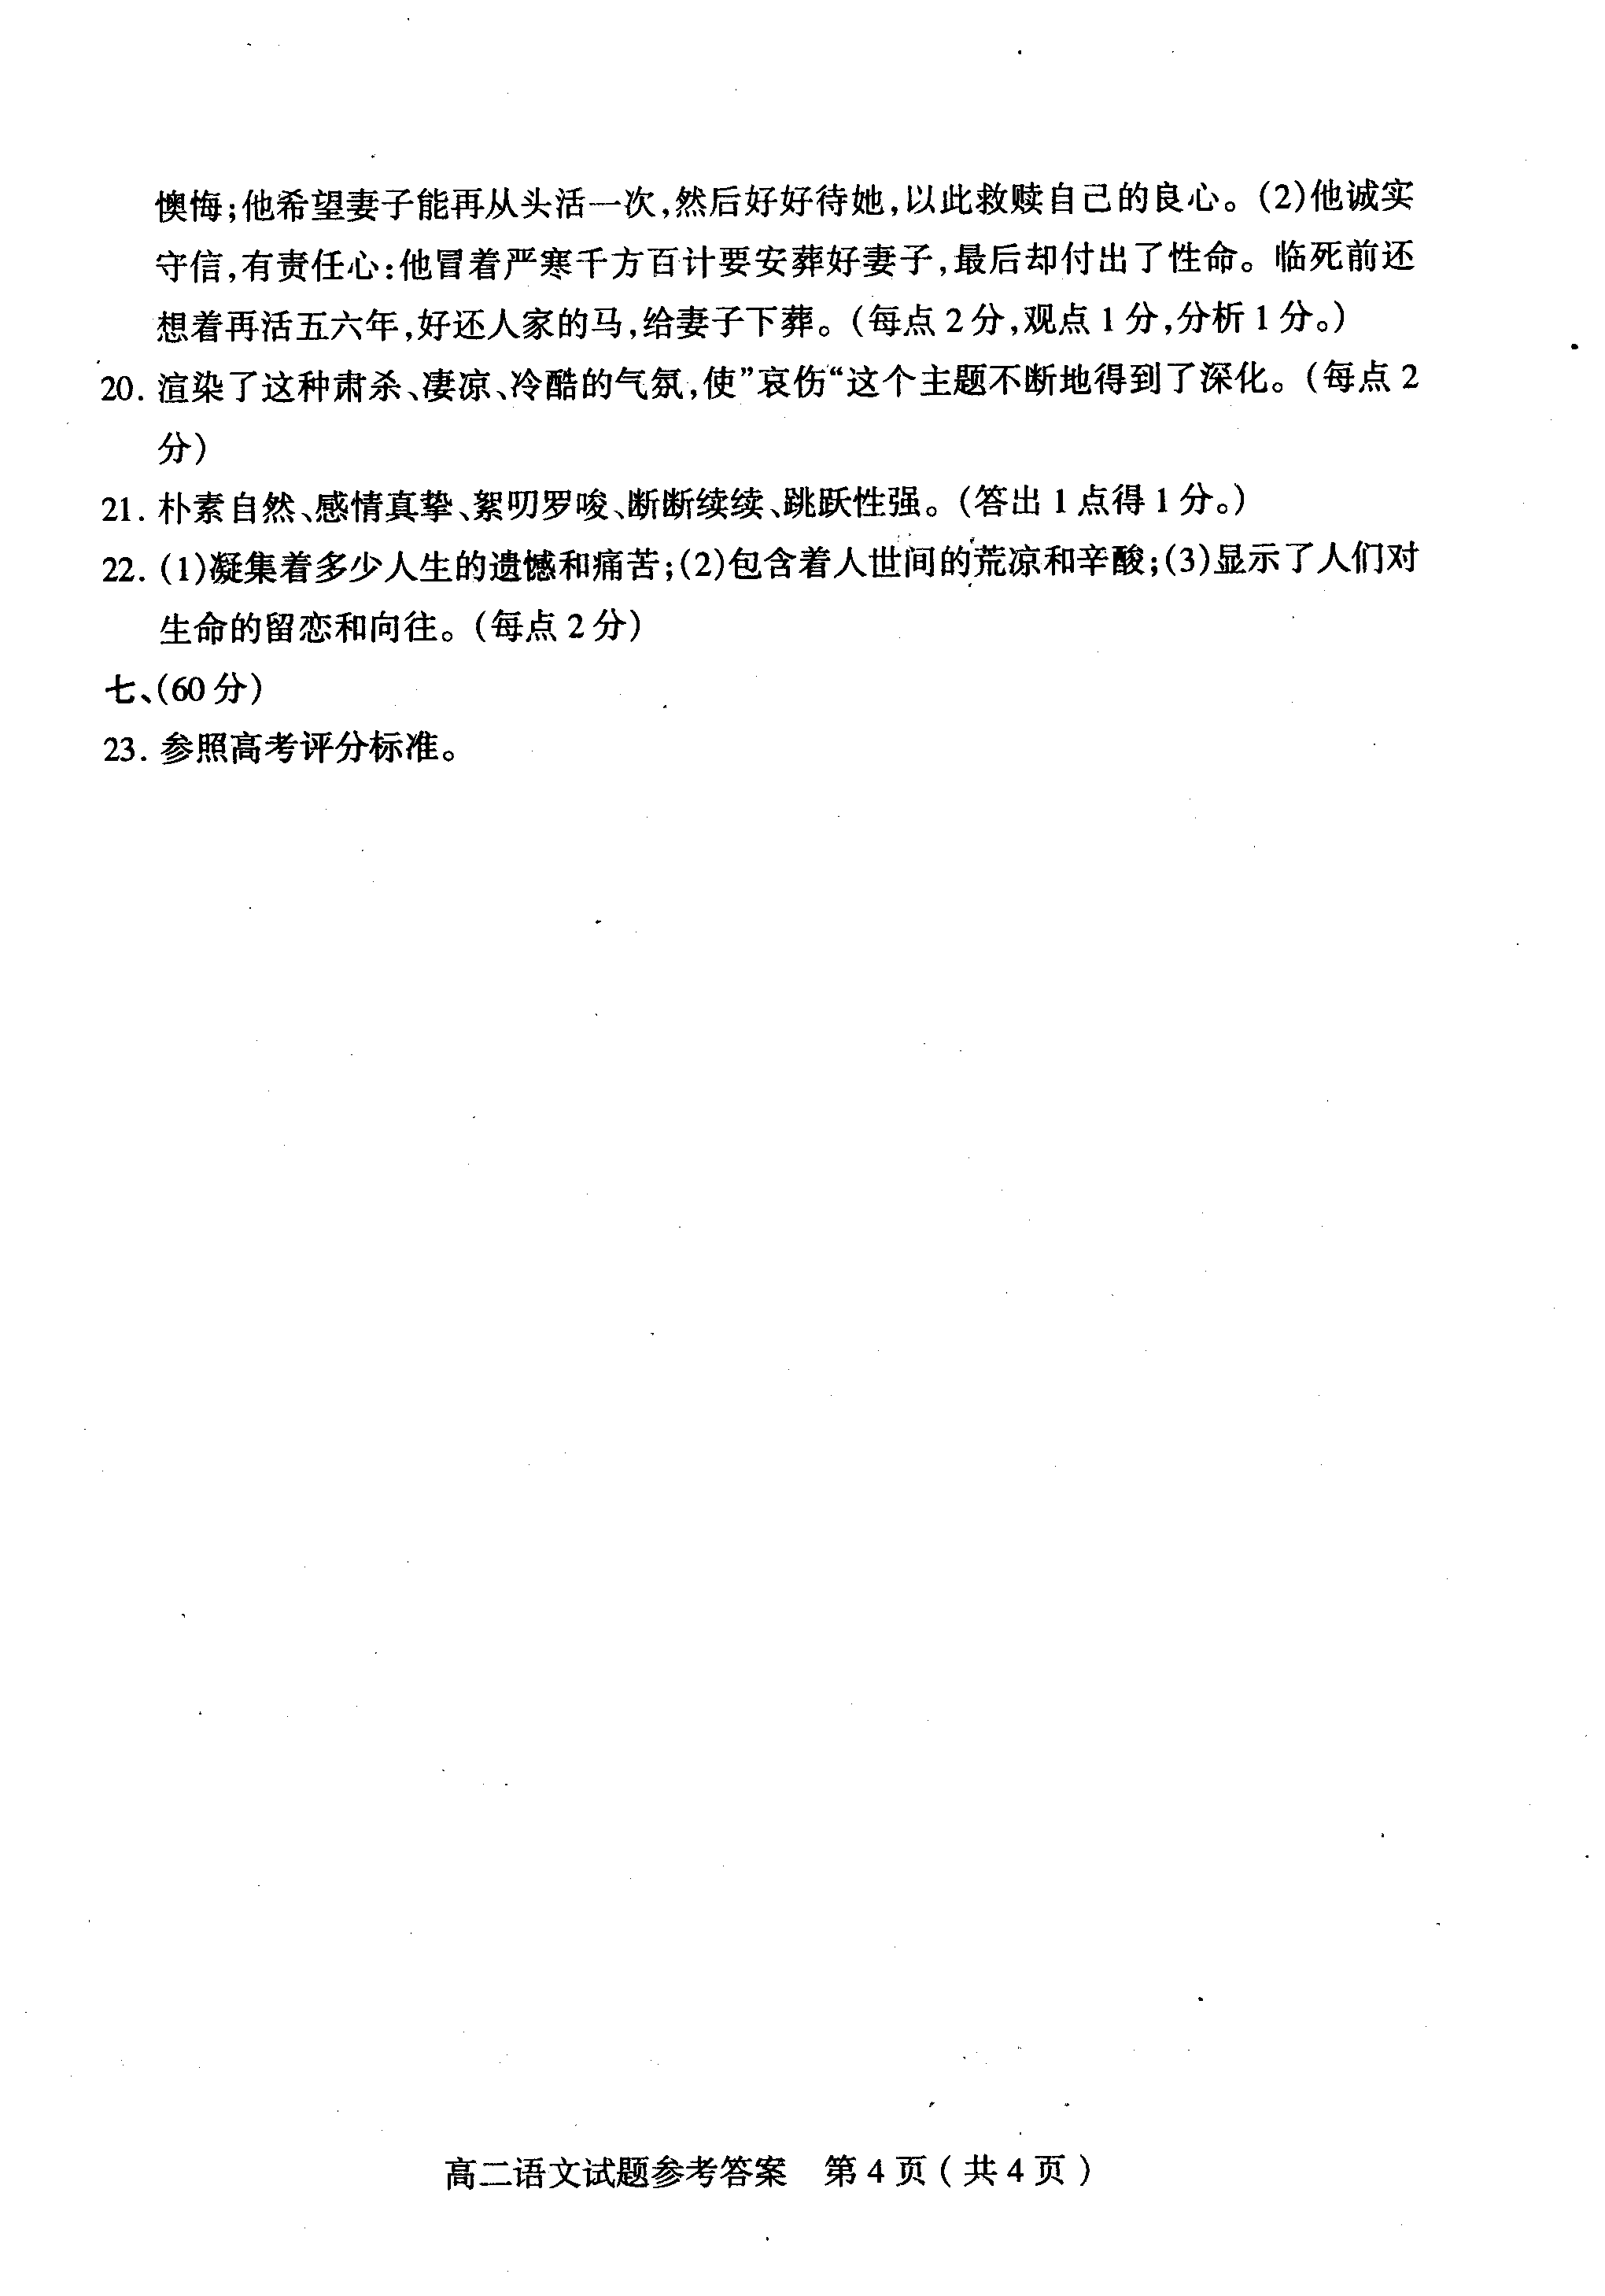 懊悔;他希望妻子能再从头活一次,然后好好待她,以此救赎自己的良心。(2)他诚实
守信,有责任心:他冒着严寒千方百计要安葬好妻子,最后却付出了性命。临死前还
想着再活五六年,好还人家的马,给妻子下葬。(每点2分,观点1分,分析1分。)
20. 渲染了这种肃杀、凄凉、冷酷的气氛,使”哀伤“这个主题不断地得到了深化。(每点2
分)
21. 朴素自然、感情真挚、絮叨罗唆、断断续续、跳跃性强。(答出1点得1分。)
22. (1)凝集着多少人生的遗憾和痛苦;(2)包含着人世间的荒凉和辛酸;(3)显示了人们对
生命的留恋和向往。(每点2分)
七、(60分)
23. 参照高考评分标准。
高二语文试题参考答案 第4页(共4页)